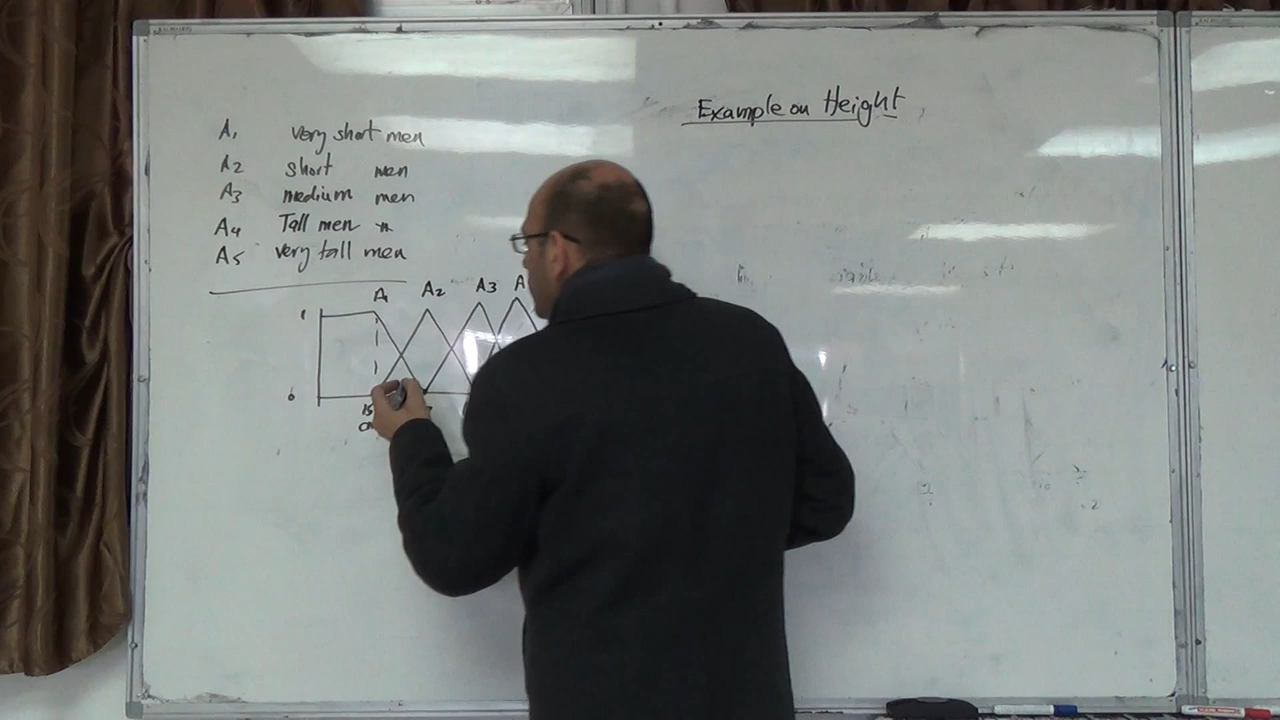 Example on Height
A1 very short men
A2 short men
A3 medium men
A4 Tall men
A5 very tall men
A1 A2 A3 A
1
0